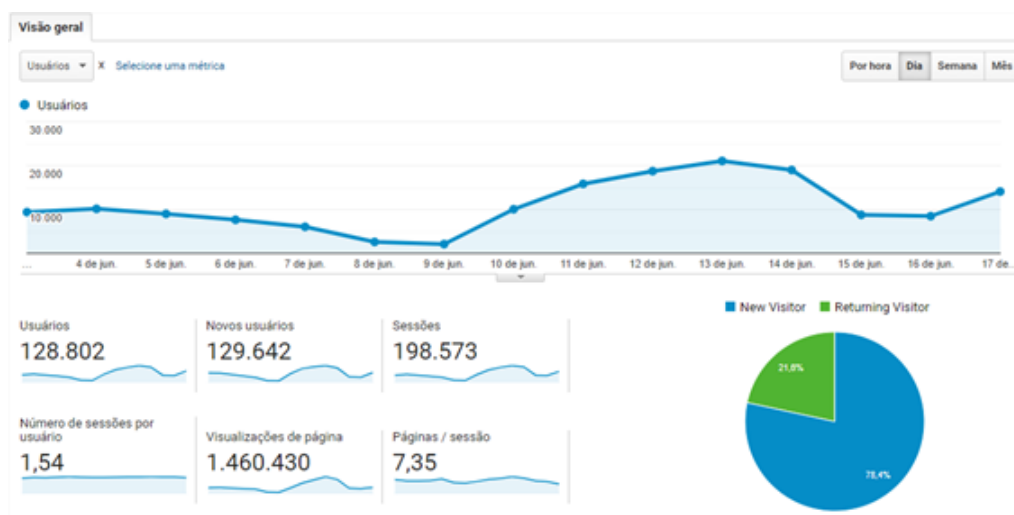 Visão geral
Usuários X Selecione uma métrica
Por hora Dia Semana Mês
Usuários
30.000
20.000
10.000
... 4 de jun. 5 de jun. 6 de jun. 7 de jun. 8 de jun. 9 de jun. 10 de jun. 11 de jun. 12 de jun. 13 de jun. 14 de jun. 15 de jun. 16 de jun. 17 de...
New Visitor Returning Visitor
Usuários
128.802
Novos usuários
129.642
Sessões
198.573
Número de sessões por
usuário
1,54
Visualizações de página
1.460.430
Páginas / sessão
7,35
21,6%
78,4%